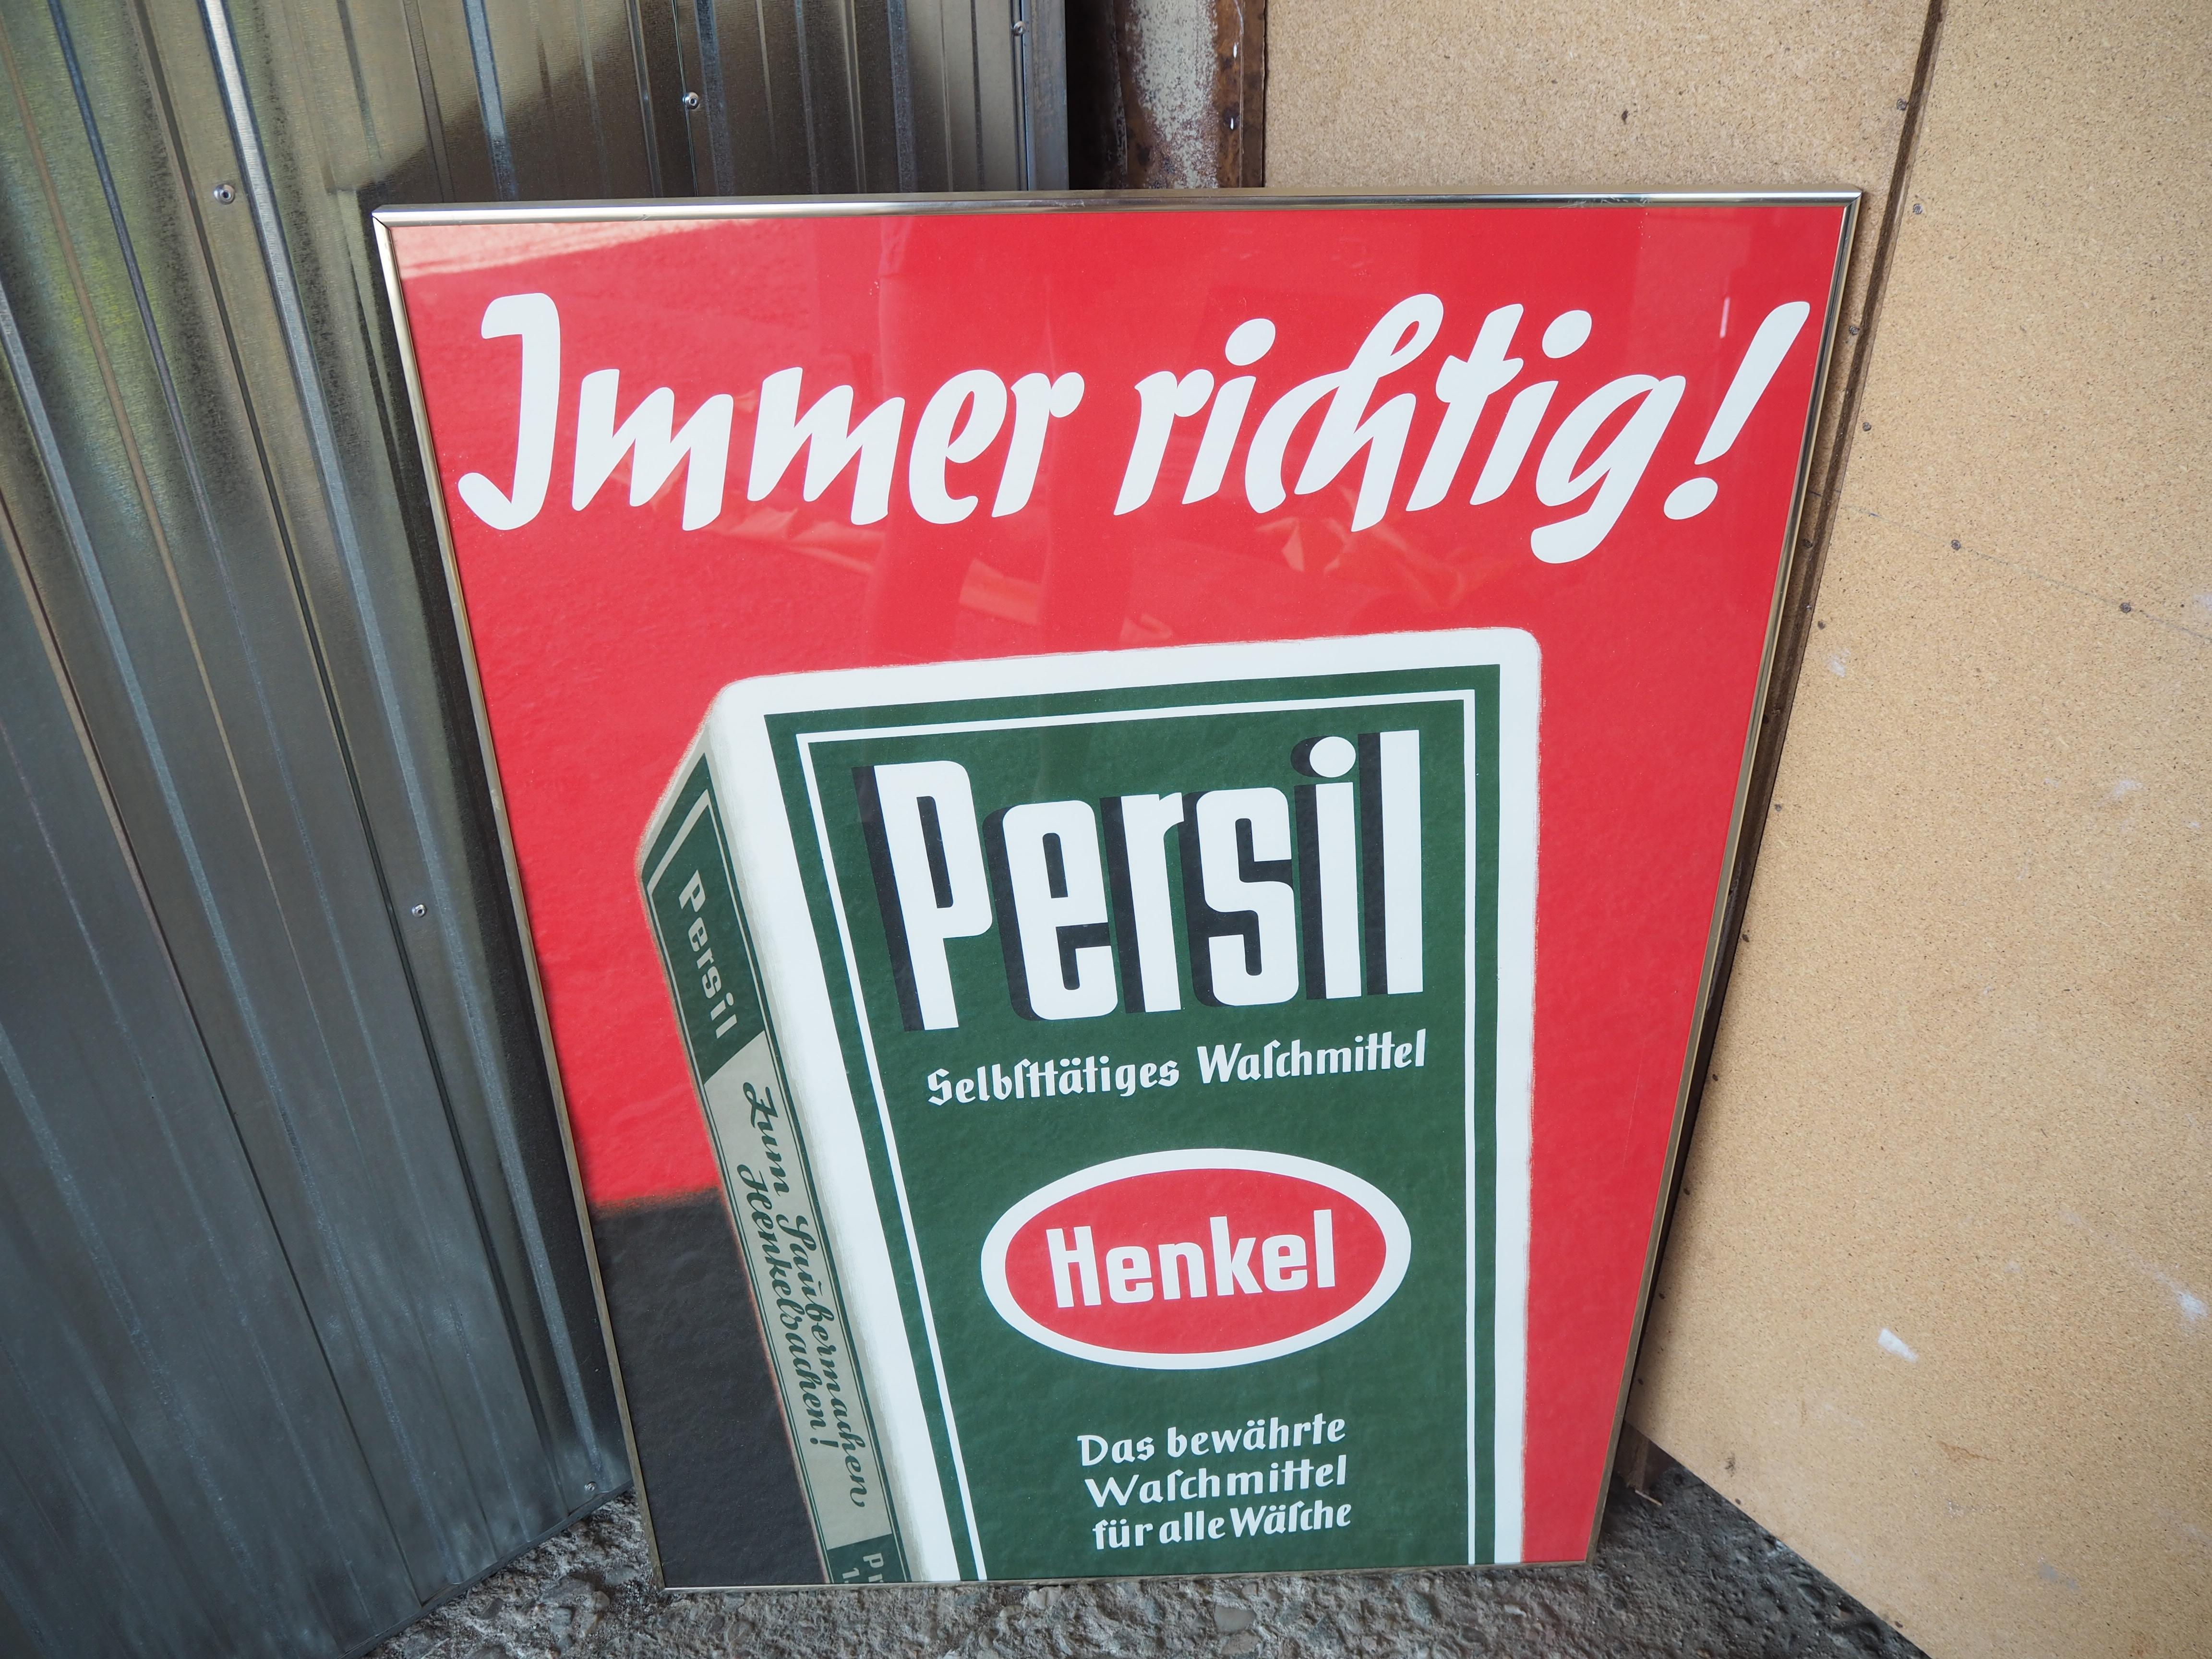 Immer richtig!
Persil
Selbſttätiges Waſchmittel
Henkel
Das bewährte
Waſchmittel
für alle Wäſche
Persil
Zum Saubermachen
Henkelsachen!